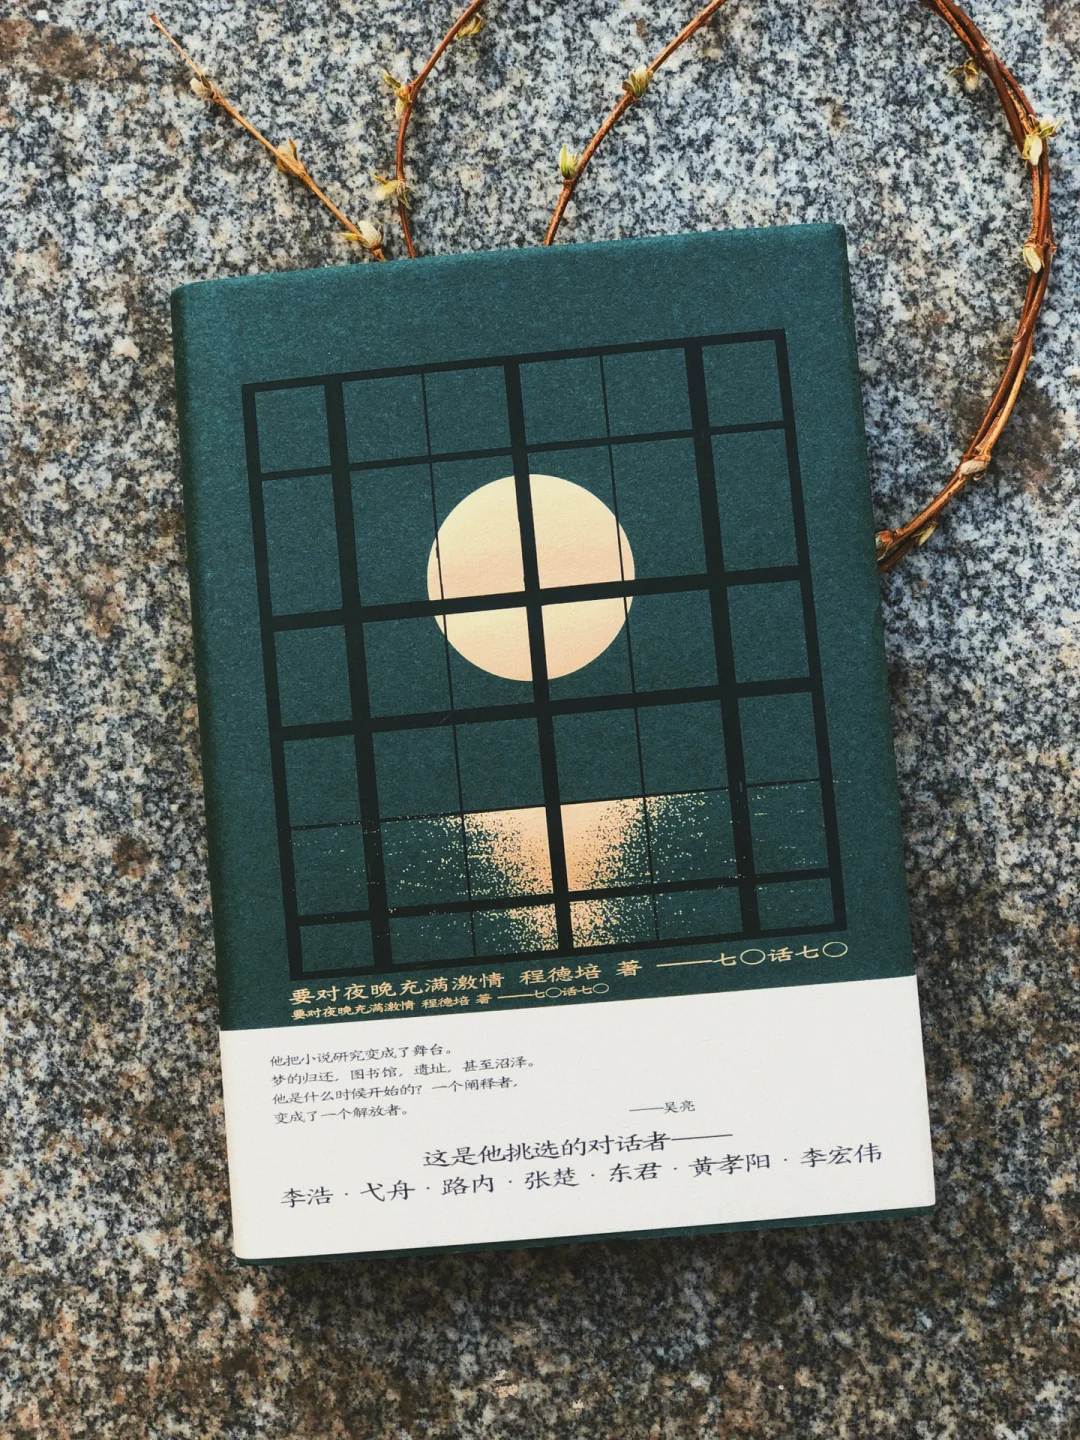 要对夜晚充满激情 程德培 著 ——七〇话七〇
要对夜晚充满激情 程德培 著 ——七〇话七〇
他把小说研究变成了舞台。
梦的归还，图书馆，遗址，甚至沼泽。
他是什么时候开始的？一个阐释者，
变成了一个解放者。
——吴亮
这是他挑选的对话者——
李浩·弋舟·路内·张楚·东君·黄孝阳·李宏伟